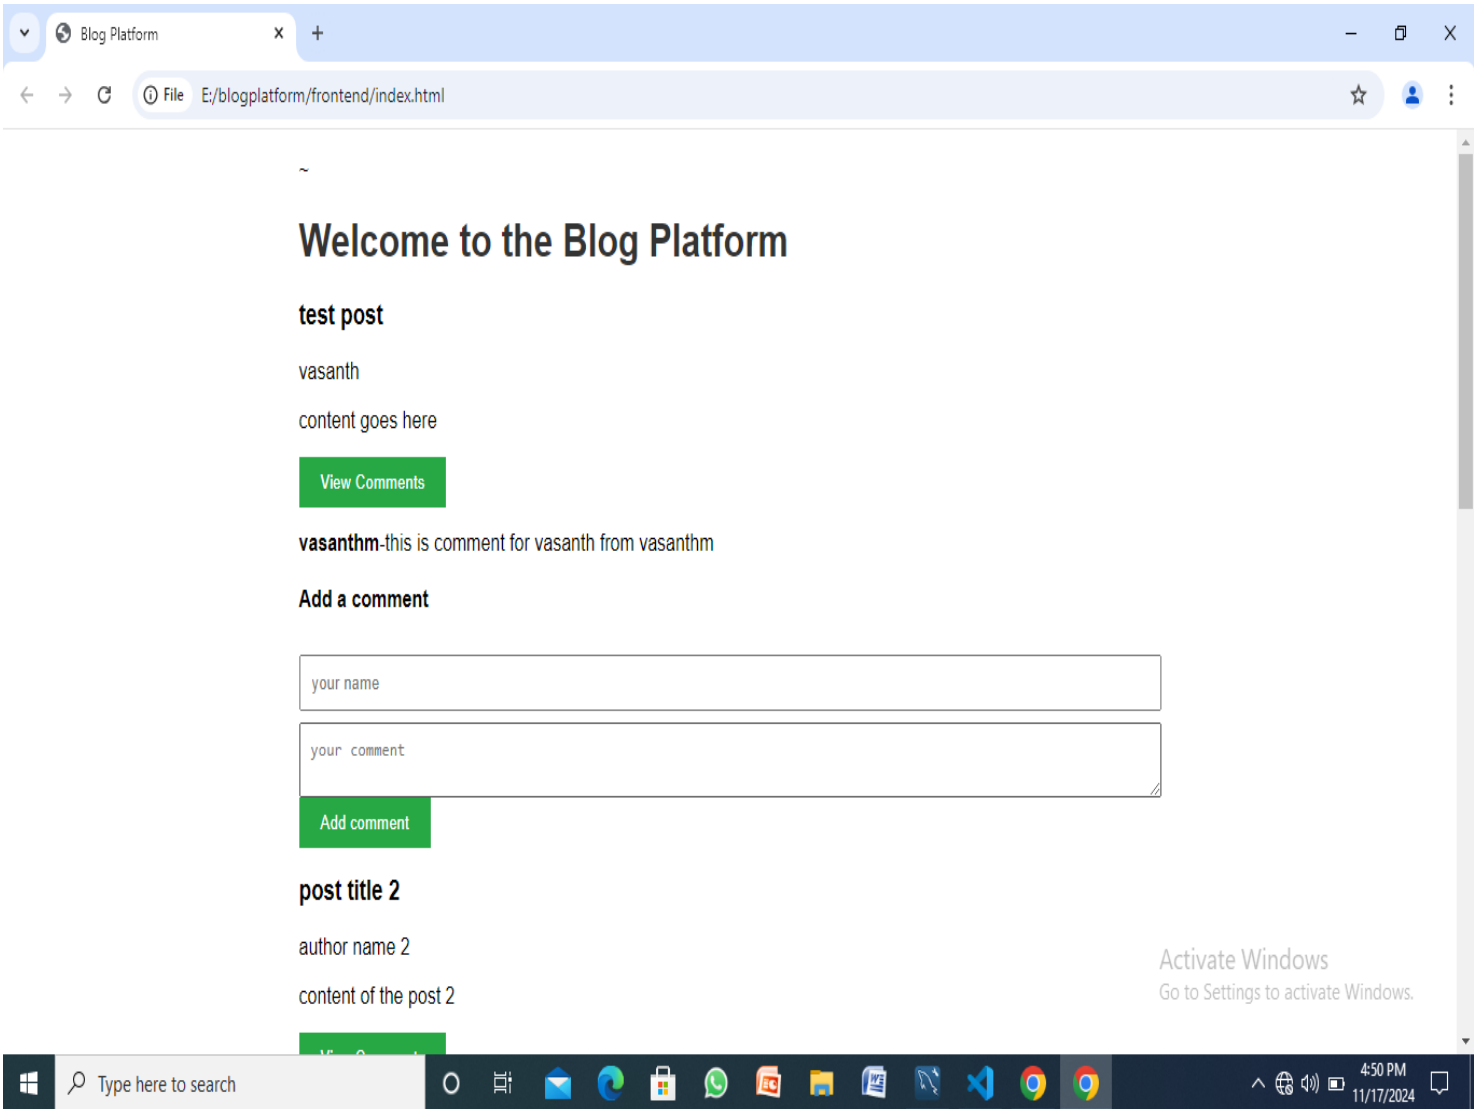 Blog Platform
File E:/blogplatform/frontend/index.html
~
Welcome to the Blog Platform
test post
vasanth
content goes here
View Comments
vasanthm-this is comment for vasanth from vasanthm
Add a comment
your name
your comment
Add comment
post title 2
author name 2
content of the post 2
Activate Windows
Go to Settings to activate Windows.
Type here to search
4:50 PM
11/17/2024